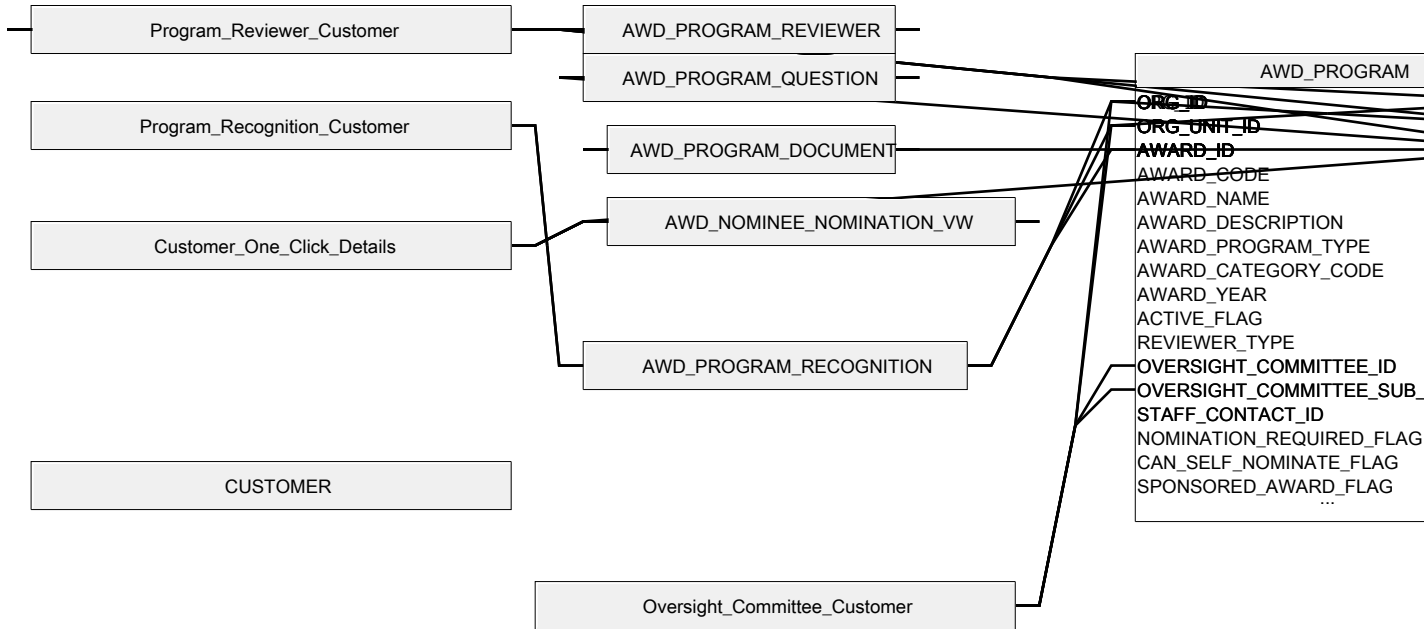 Program_Reviewer_Customer
AWD_PROGRAM_REVIEWER
AWD_PROGRAM_QUESTION
AWD_PROGRAM
Program_Recognition_Customer
AWD_PROGRAM_DOCUMENT
AWD_NOMINEE_NOMINATION_VW
Customer_One_Click_Details
AWD_PROGRAM_RECOGNITION
CUSTOMER
Oversight_Committee_Customer
ORG_ID
ORG_UNIT_ID
AWARD_ID
AWARD_CODE
AWARD_NAME
AWARD_DESCRIPTION
AWARD_PROGRAM_TYPE
AWARD_CATEGORY_CODE
AWARD_YEAR
ACTIVE_FLAG
REVIEWER_TYPE
OVERSIGHT_COMMITTEE_ID
OVERSIGHT_COMMITTEE_SUB_
STAFF_CONTACT_ID
NOMINATION_REQUIRED_FLAG
CAN_SELF_NOMINATE_FLAG
SPONSORED_AWARD_FLAG
...